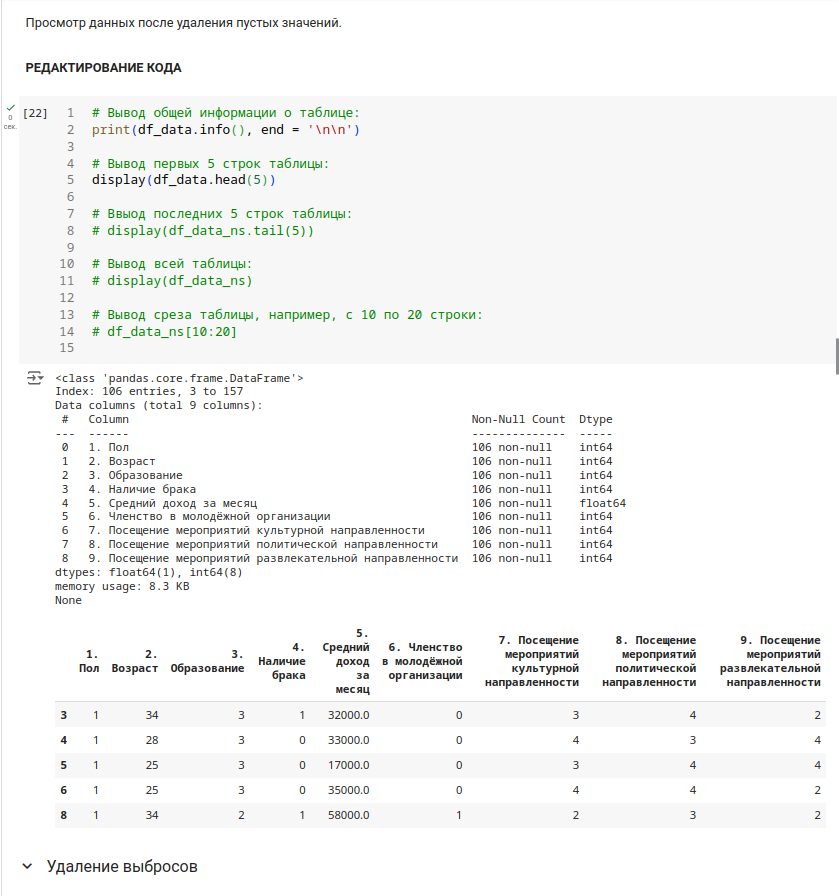 Просмотр данных после удаления пустых значений.
РЕДАКТИРОВАНИЕ КОДА
0
сек.
[22]
1 # Вывод общей информации о таблице:
2 print(df_data.info(), end = '\n\n')
3
4 # Вывод первых 5 строк таблицы:
5 display(df_data.head(5))
6
7 # Ввыод последних 5 строк таблицы:
8 # display(df_data_ns.tail(5))
9
10 # Вывод всей таблицы:
11 # display(df_data_ns)
12
13 # Вывод среза таблицы, например, с 10 по 20 строки:
14 # df_data_ns[10:20]
15
<class 'pandas.core.frame.DataFrame'>
Index: 106 entries, 3 to 157
Data columns (total 9 columns):
# Column Non-Null Count Dtype
--- ------ -------------- -----
0 1. Пол 106 non-null int64
1 2. Возраст 106 non-null int64
2 3. Образование 106 non-null int64
3 4. Наличие брака 106 non-null int64
4 5. Средний доход за месяц 106 non-null float64
5 6. Членство в молодёжной организации 106 non-null int64
6 7. Посещение мероприятий культурной направленности 106 non-null int64
7 8. Посещение мероприятий политической направленности 106 non-null int64
8 9. Посещение мероприятий развлекательной направленности 106 non-null int64
dtypes: float64(1), int64(8)
memory usage: 8.3 KB
None
1.
Пол
2.
Возраст
3.
Образование
4.
Наличие
брака
5.
Средний
доход
за
месяц
6. Членство
в молодёжной
организации
7. Посещение
мероприятий
культурной
направленности
8. Посещение
мероприятий
политической
направленности
9. Посещение
мероприятий
развлекательной
направленности
3 1 34 3 1 32000.0 0 3 4 2
4 1 28 3 0 33000.0 0 4 3 4
5 1 25 3 0 17000.0 0 3 4 4
6 1 25 3 0 35000.0 0 4 4 2
8 1 34 2 1 58000.0 1 2 3 2
Удаление выбросов